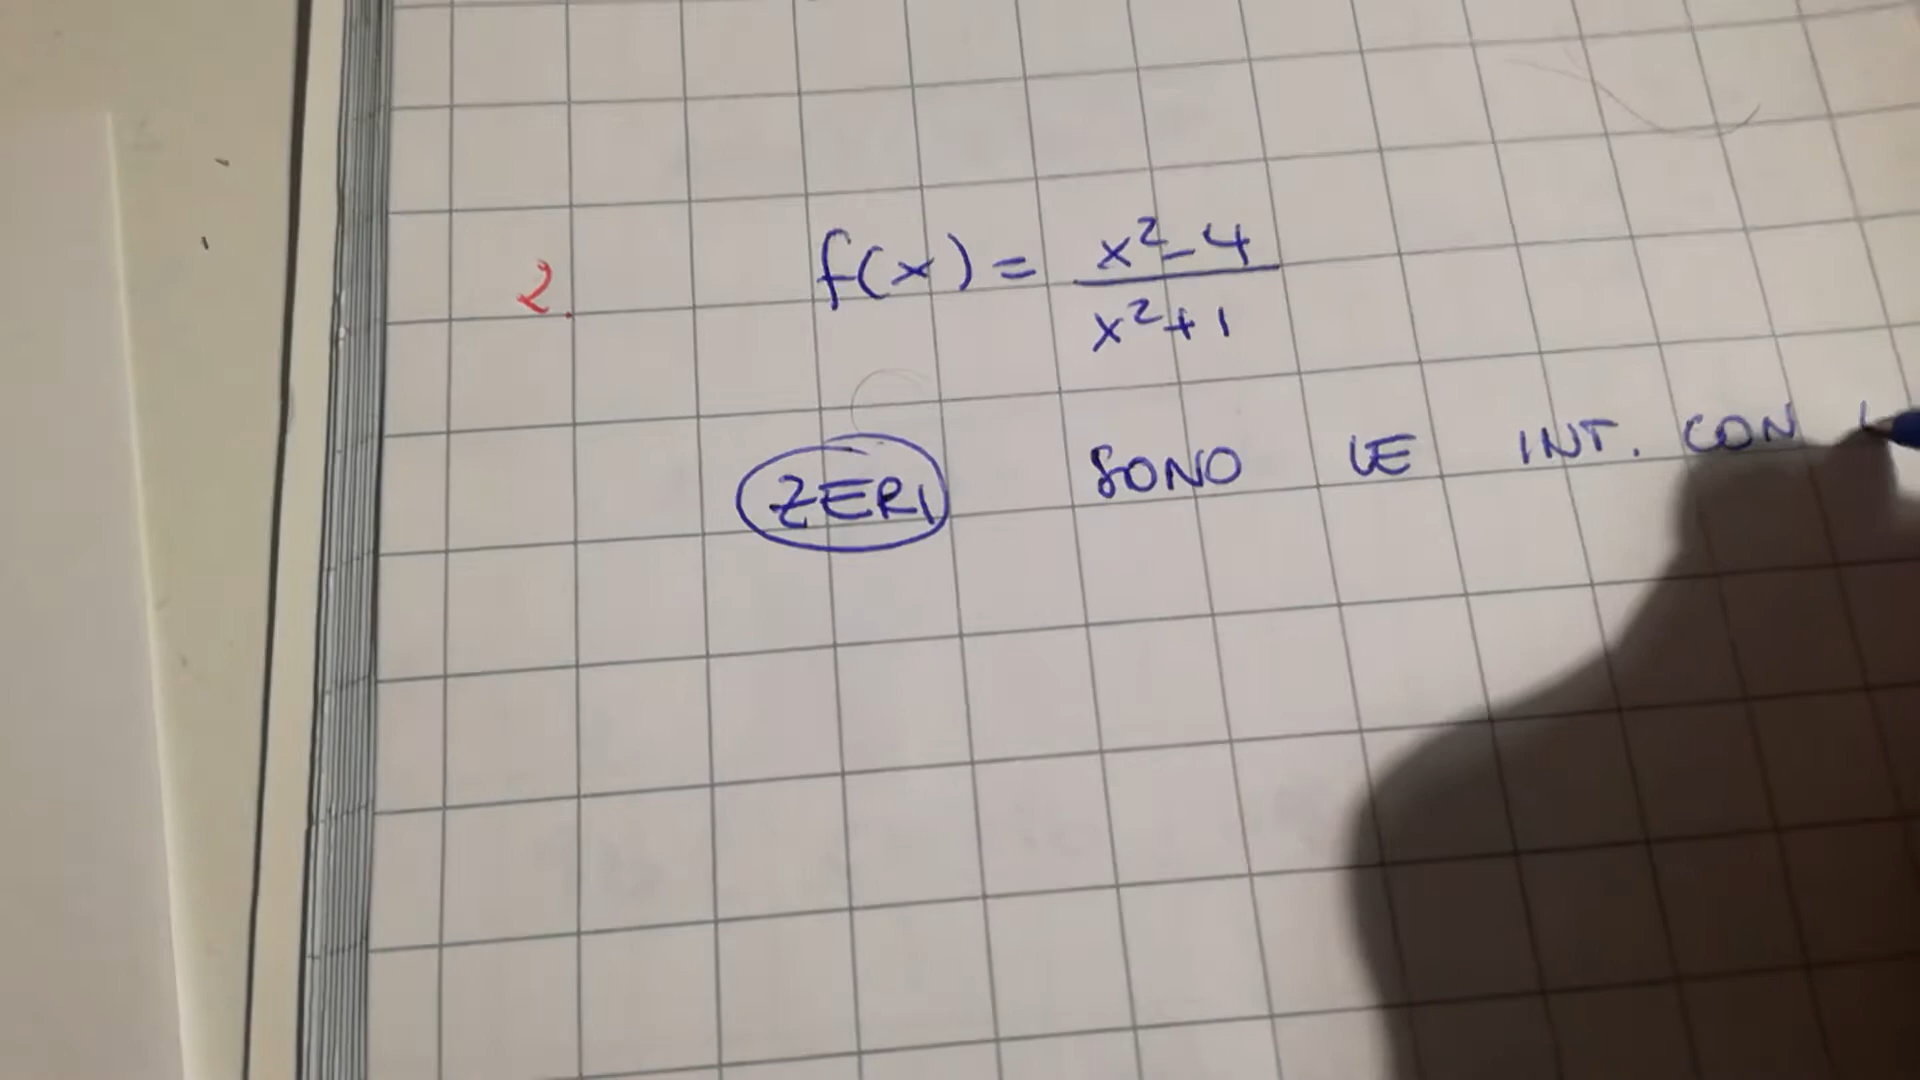 2. f(x) = x²-4 / x²+1
ZERI SONO LE INT. CON